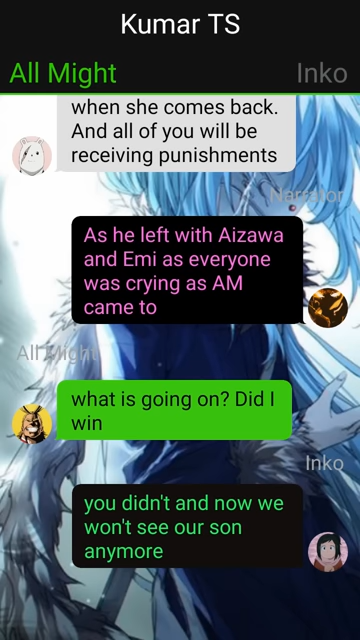 Kumar TS
All Might
Inko
when she comes back.
And all of you will be
receiving punishments
Narrator
As he left with Aizawa
and Emi as everyone
was crying as AM
came to
All Might
what is going on? Did I
win
Inko
you didn't and now we
won't see our son
anymore